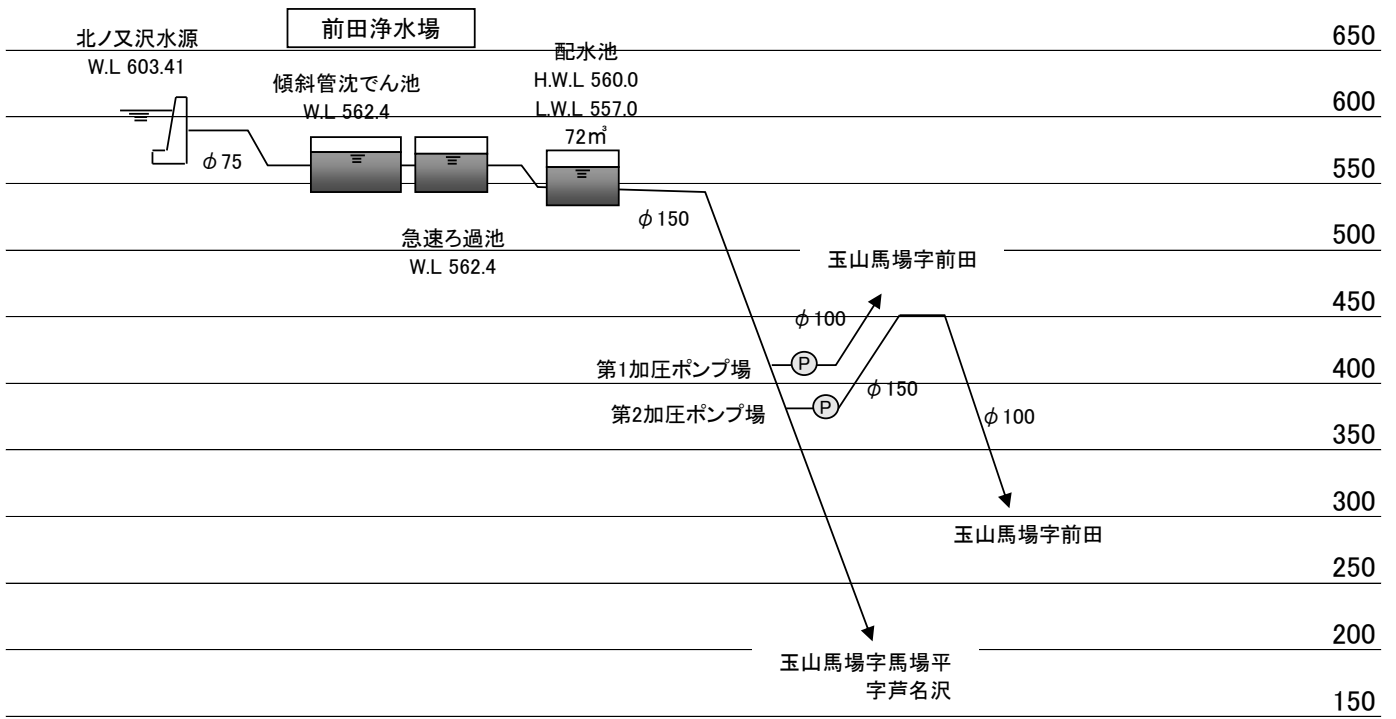 前田浄水場
650
北ノ又沢水源
W.L 603.41
配水池
H.W.L 560.0
L.W.L 557.0
72㎥
傾斜管沈でん池
W.L 562.4
600
φ75
550
φ150
急速ろ過池
W.L 562.4
500
玉山馬場字前田
450
φ100
第1加圧ポンプ場
P
400
φ150
第2加圧ポンプ場
P
φ100
350
300
玉山馬場字前田
250
200
玉山馬場字馬場平
字芦名沢
150